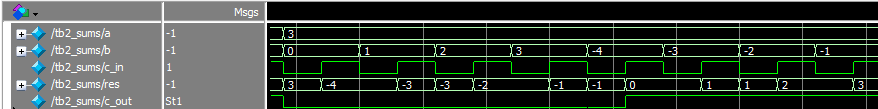 Msgs
/tb2_sums/a -1 3
/tb2_sums/b -1 0 1 2 3 -4 -3 -2 -1
/tb2_sums/c_in 1
/tb2_sums/res -1 3 -4 -3 -3 -2 -1 -1 0 1 1 2 3
/tb2_sums/c_out St1